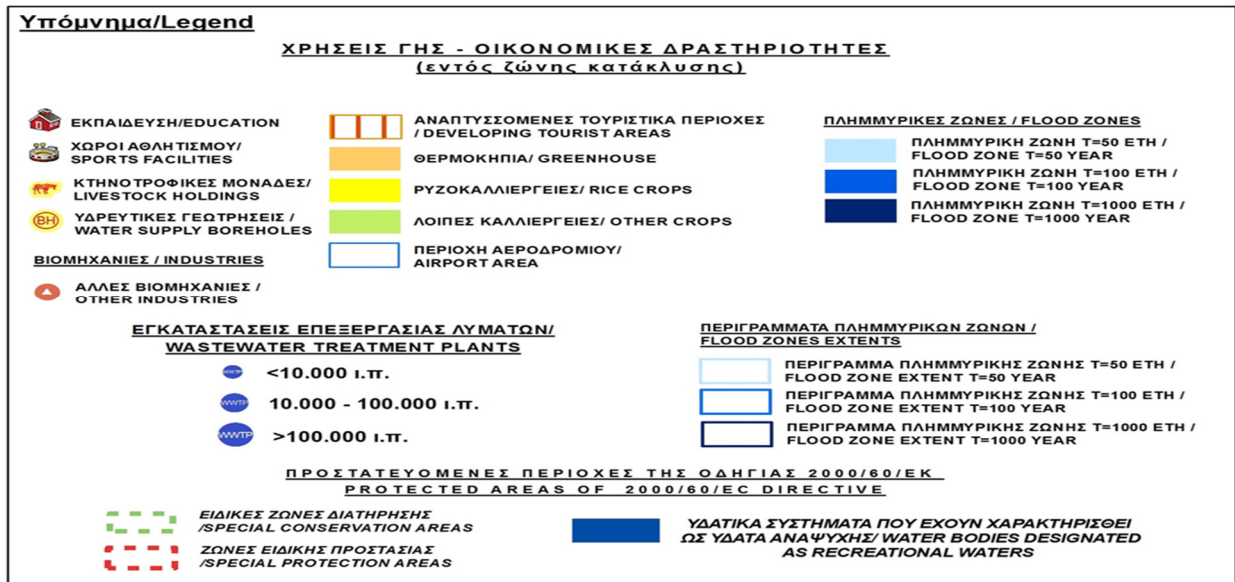 Υπόμνημα/Legend
ΧΡΗΣΕΙΣ ΓΗΣ - ΟΙΚΟΝΟΜΙΚΕΣ ΔΡΑΣΤΗΡΙΟΤΗΤΕΣ
(εντός ζώνης κατάκλυσης)
ΕΚΠΑΙΔΕΥΣΗ/EDUCATION
ΧΩΡΟΙ ΑΘΛΗΤΙΣΜΟΥ/
SPORTS FACILITIES
ΚΤΗΝΟΤΡΟΦΙΚΕΣ ΜΟΝΑΔΕΣ/
LIVESTOCK HOLDINGS
BH
ΥΔΡΕΥΤΙΚΕΣ ΓΕΩΤΡΗΣΕΙΣ /
WATER SUPPLY BOREHOLES
ΒΙΟΜΗΧΑΝΙΕΣ / INDUSTRIES
ΑΛΛΕΣ ΒΙΟΜΗΧΑΝΙΕΣ /
OTHER INDUSTRIES
ΑΝΑΠΤΥΣΣΟΜΕΝΕΣ ΤΟΥΡΙΣΤΙΚΑ ΠΕΡΙΟΧΕΣ
/ DEVELOPING TOURIST AREAS
ΘΕΡΜΟΚΗΠΙΑ/ GREENHOUSE
ΡΥΖΟΚΑΛΛΙΕΡΓΕΙΕΣ/ RICE CROPS
ΛΟΙΠΕΣ ΚΑΛΛΙΕΡΓΕΙΕΣ/ OTHER CROPS
ΠΕΡΙΟΧΗ ΑΕΡΟΔΡΟΜΙΟΥ/
AIRPORT AREA
ΠΛΗΜΜΥΡΙΚΕΣ ΖΩΝΕΣ / FLOOD ZONES
ΠΛΗΜΜΥΡΙΚΗ ΖΩΝΗ T=50 ΕΤΗ /
FLOOD ZONE T=50 YEAR
ΠΛΗΜΜΥΡΙΚΗ ΖΩΝΗ T=100 ΕΤΗ /
FLOOD ZONE T=100 YEAR
ΠΛΗΜΜΥΡΙΚΗ ΖΩΝΗ T=1000 ΕΤΗ /
FLOOD ZONE T=1000 YEAR
ΕΓΚΑΤΑΣΤΑΣΕΙΣ ΕΠΕΞΕΡΓΑΣΙΑΣ ΛΥΜΑΤΩΝ/
WASTEWATER TREATMENT PLANTS
WWTP <10.000 ι.π.
WWTP 10.000 - 100.000 ι.π.
WWTP >100.000 ι.π.
ΠΕΡΙΓΡΑΜΜΑΤΑ ΠΛΗΜΜΥΡΙΚΩΝ ΖΩΝΩΝ /
FLOOD ZONES EXTENTS
ΠΕΡΙΓΡΑΜΜΑ ΠΛΗΜΜΥΡΙΚΗΣ ΖΩΝΗΣ T=50 ΕΤΗ /
FLOOD ZONE EXTENT T=50 YEAR
ΠΕΡΙΓΡΑΜΜΑ ΠΛΗΜΜΥΡΙΚΗΣ ΖΩΝΗΣ T=100 ΕΤΗ /
FLOOD ZONE EXTENT T=100 YEAR
ΠΕΡΙΓΡΑΜΜΑ ΠΛΗΜΜΥΡΙΚΗΣ ΖΩΝΗΣ T=1000 ΕΤΗ /
FLOOD ZONE EXTENT T=1000 YEAR
ΠΡΟΣΤΑΤΕΥΟΜΕΝΕΣ ΠΕΡΙΟΧΕΣ ΤΗΣ ΟΔΗΓΙΑΣ 2000/60/ΕΚ
PROTECTED AREAS OF 2000/60/EC DIRECTIVE
ΕΙΔΙΚΕΣ ΖΩΝΕΣ ΔΙΑΤΗΡΗΣΗΣ
/SPECIAL CONSERVATION AREAS
ΖΩΝΕΣ ΕΙΔΙΚΗΣ ΠΡΟΣΤΑΣΙΑΣ
/SPECIAL PROTECTION AREAS
ΥΔΑΤΙΚΑ ΣΥΣΤΗΜΑΤΑ ΠΟΥ ΕΧΟΥΝ ΧΑΡΑΚΤΗΡΙΣΘΕΙ
ΩΣ ΥΔΑΤΑ ΑΝΑΨΥΧΗΣ/ WATER BODIES DESIGNATED
AS RECREATIONAL WATERS